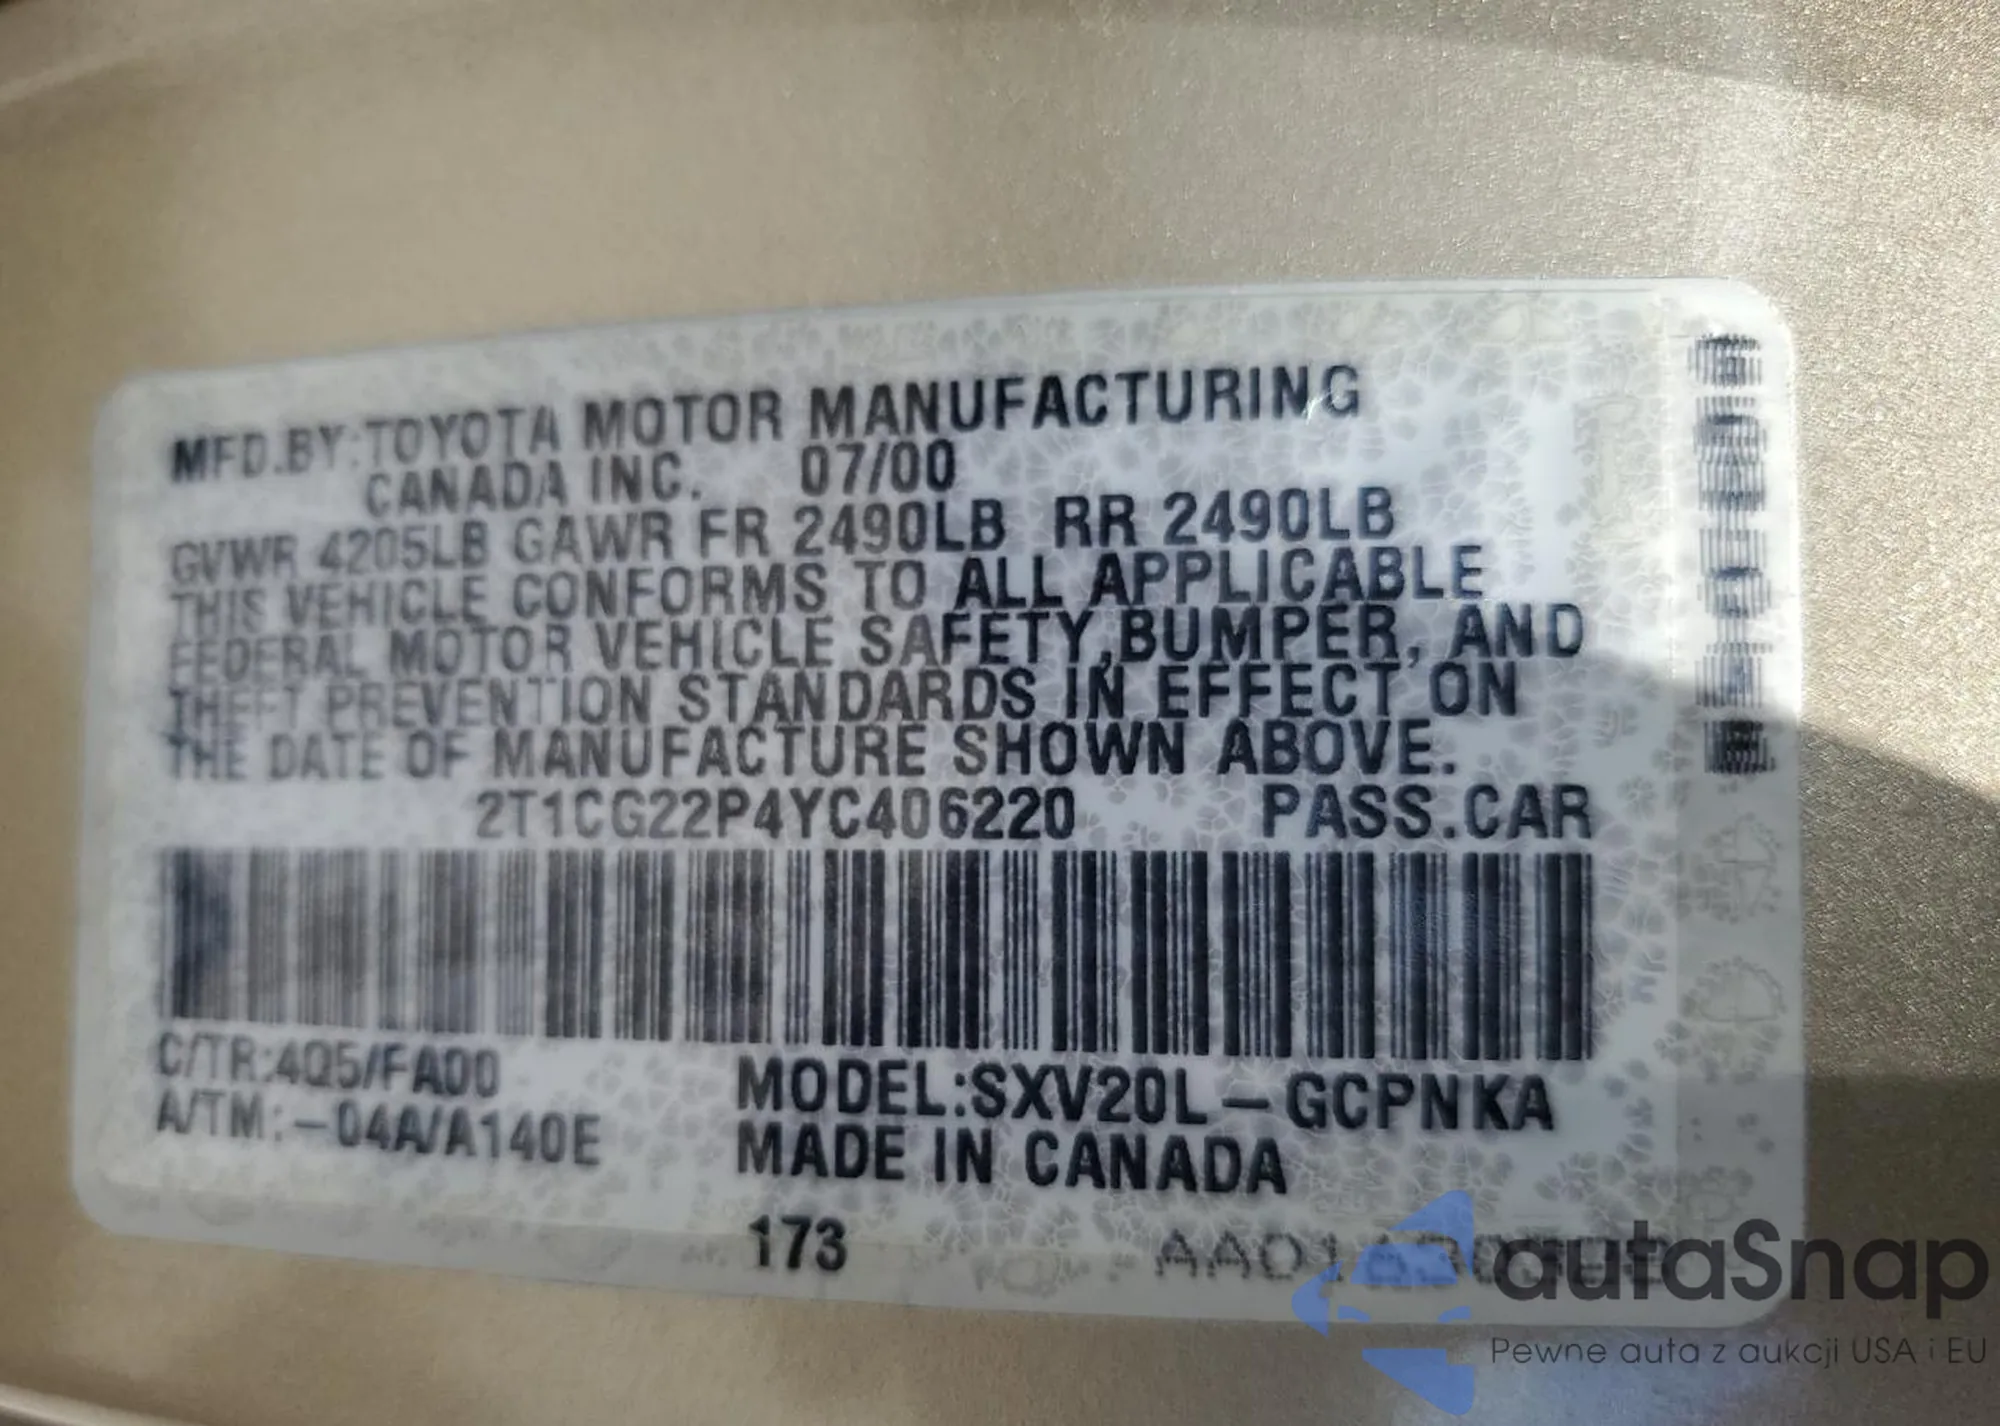 MFD.BY:TOYOTA MOTOR MANUFACTURING
CANADA INC. 07/00
GVWR 4205LB GAWR FR 2490LB RR 2490LB
THIS VEHICLE CONFORMS TO ALL APPLICABLE
FEDERAL MOTOR VEHICLE SAFETY,BUMPER, AND
THEFT PREVENTION STANDARDS IN EFFECT ON
THE DATE OF MANUFACTURE SHOWN ABOVE.
2T1CG22P4YC406220 PASS.CAR
C/TR:4Q5/FA00
A/TM:-04A/A140E
MODEL:SXV20L-GCPNKA
MADE IN CANADA
173
autaSnap
Pewne auta z aukcji USA i EU